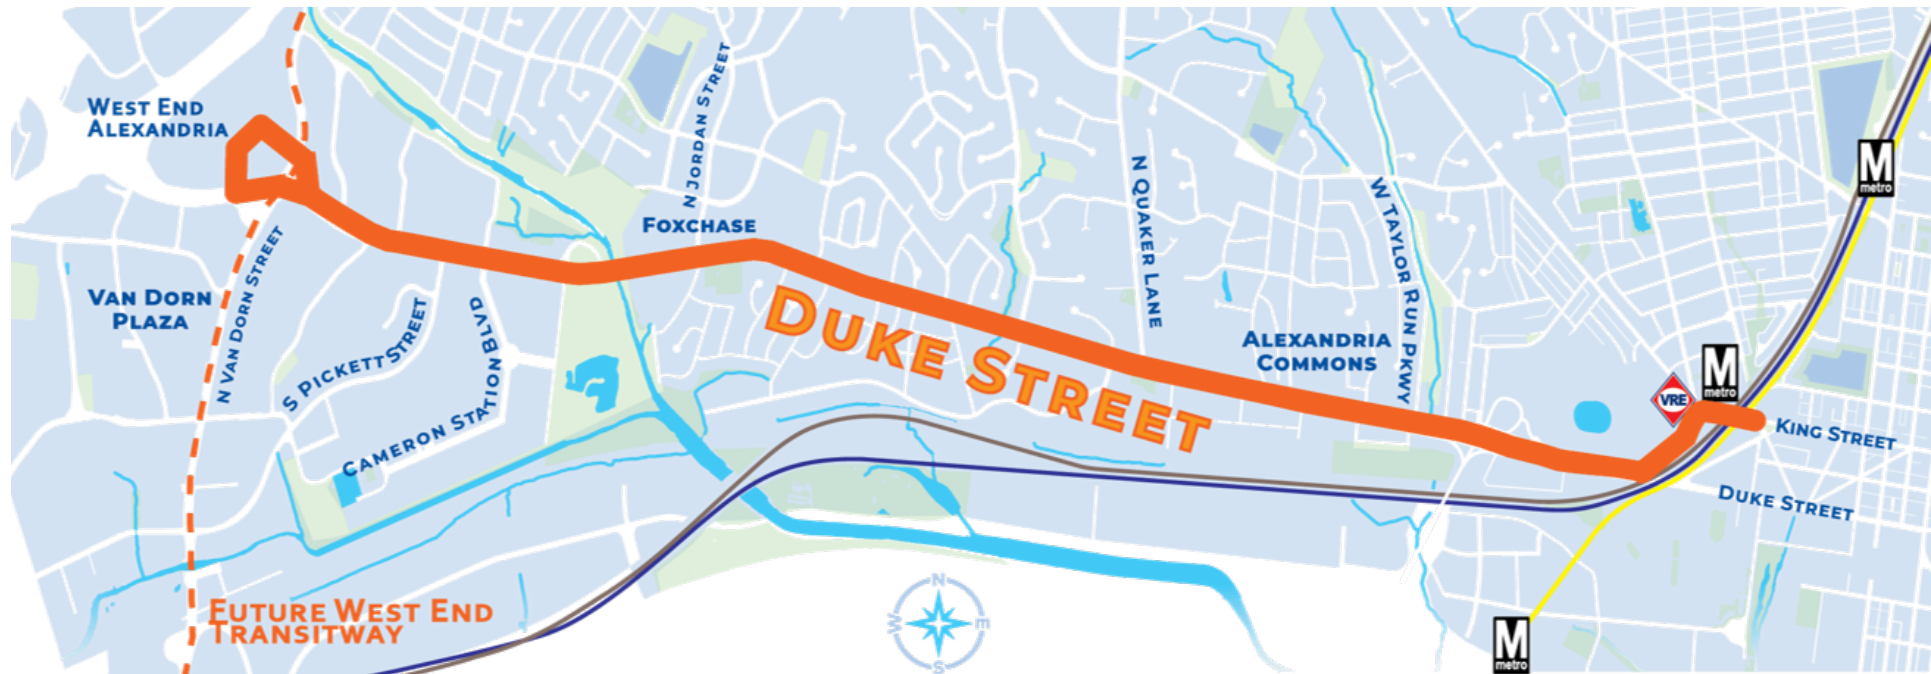 WEST END
ALEXANDRIA
N JORDAN STREET
FOXCHASE
N QUAKER LANE
W TAYLOR RUN PKWY
M
metro
VAN DORN
PLAZA
N VAN DORN STREET
S PICKETT STREET
CAMERON STATION BLVD
DUKE STREET
ALEXANDRIA
COMMONS
VRE
M
metro
KING STREET
DUKE STREET
FUTURE WEST END
TRANSITWAY
N
W
E
S
M
metro